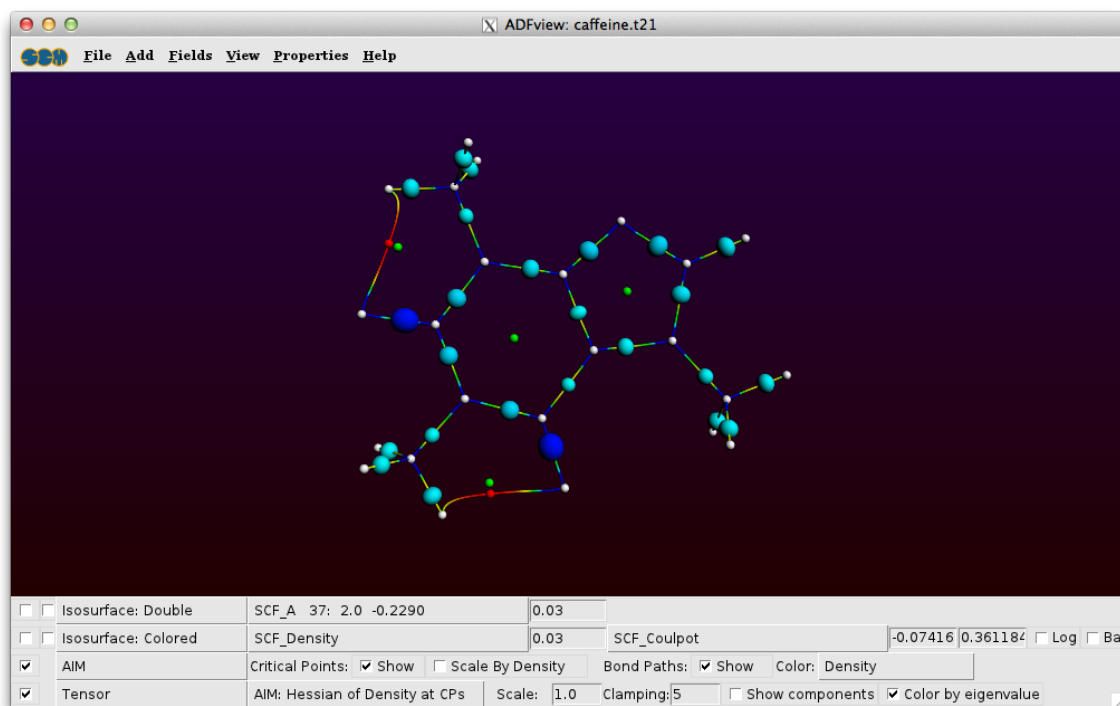 X ADFview: caffeine.t21
SCM File Add Fields View Properties Help
Isosurface: Double SCF_A 37: 2.0 -0.2290 0.03
Isosurface: Colored SCF_Density 0.03 SCF_Coulpot -0.07416 0.361184 Log Ba
AIM Critical Points: Show Scale By Density Bond Paths: Show Color: Density
Tensor AIM: Hessian of Density at CPs Scale: 1.0 Clamping: 5 Show components Color by eigenvalue